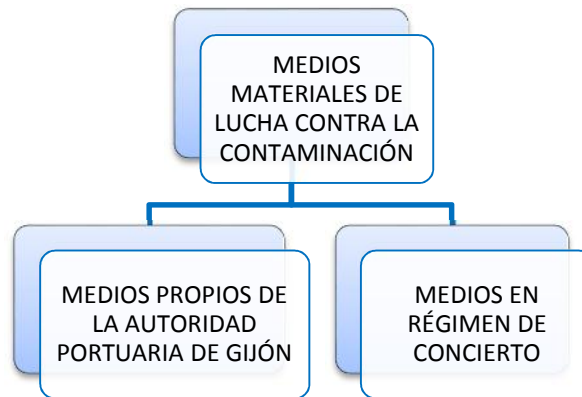 MEDIOS
MATERIALES DE
LUCHA CONTRA LA
CONTAMINACIÓN
MEDIOS PROPIOS DE
LA AUTORIDAD
PORTUARIA DE GIJÓN
MEDIOS EN
RÉGIMEN DE
CONCIERTO